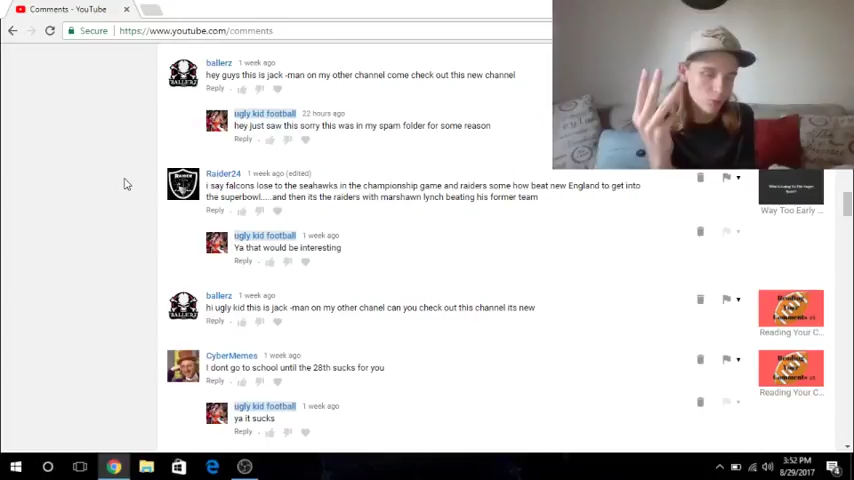 Comments - YouTube
Secure
https://www.youtube.com/comments
ballerz 1 week ago
hey guys this is jack -man on my other channel come check out this new channel
Reply
ugly kid football 22 hours ago
hey just saw this sorry this was in my spam folder for some reason
Reply
Raider24 1 week ago (edited)
i say falcons lose to the seahawks in the championship game and raiders some how beat new England to get into
the superbowl.....and then its the raiders with marshawn lynch beating his former team
Way Too Early ...
Reply
ugly kid football 1 week ago
Ya that would be interesting
Reply
ballerz 1 week ago
hi ugly kid this is jack -man on my other chanel can you check out this channel its new
Reading
Your
Comments
Reply
Reading Your C...
CyberMemes 1 week ago
I dont go to school until the 28th sucks for you
Reading
Your
Comments
Reply
Reading Your C...
ugly kid football 1 week ago
ya it sucks
Reply
3:52 PM
8/29/2017